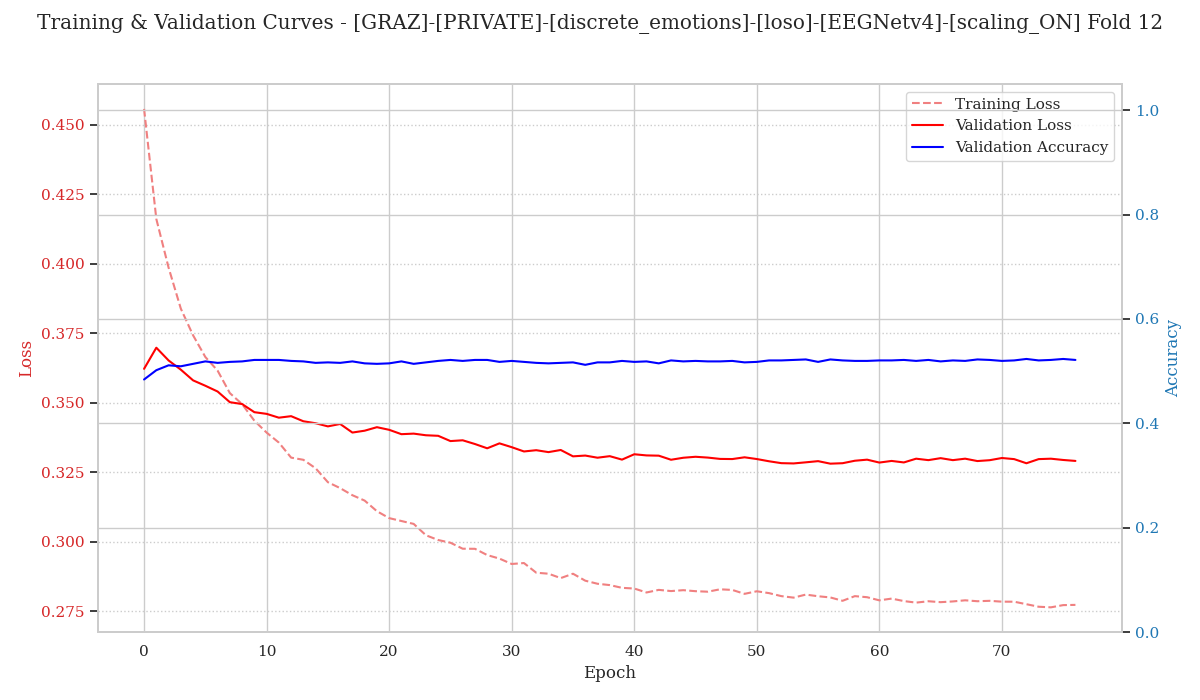 Training & Validation Curves - [GRAZ]-[PRIVATE]-[discrete_emotions]-[loso]-[EEGNetv4]-[scaling_ON] Fold 12
Training Loss
Validation Loss
Validation Accuracy
Loss
0.450
0.425
0.400
0.375
0.350
0.325
0.300
0.275
1.0
0.8
0.6
0.4
0.2
0.0
Accuracy
0 10 20 30 40 50 60 70
Epoch